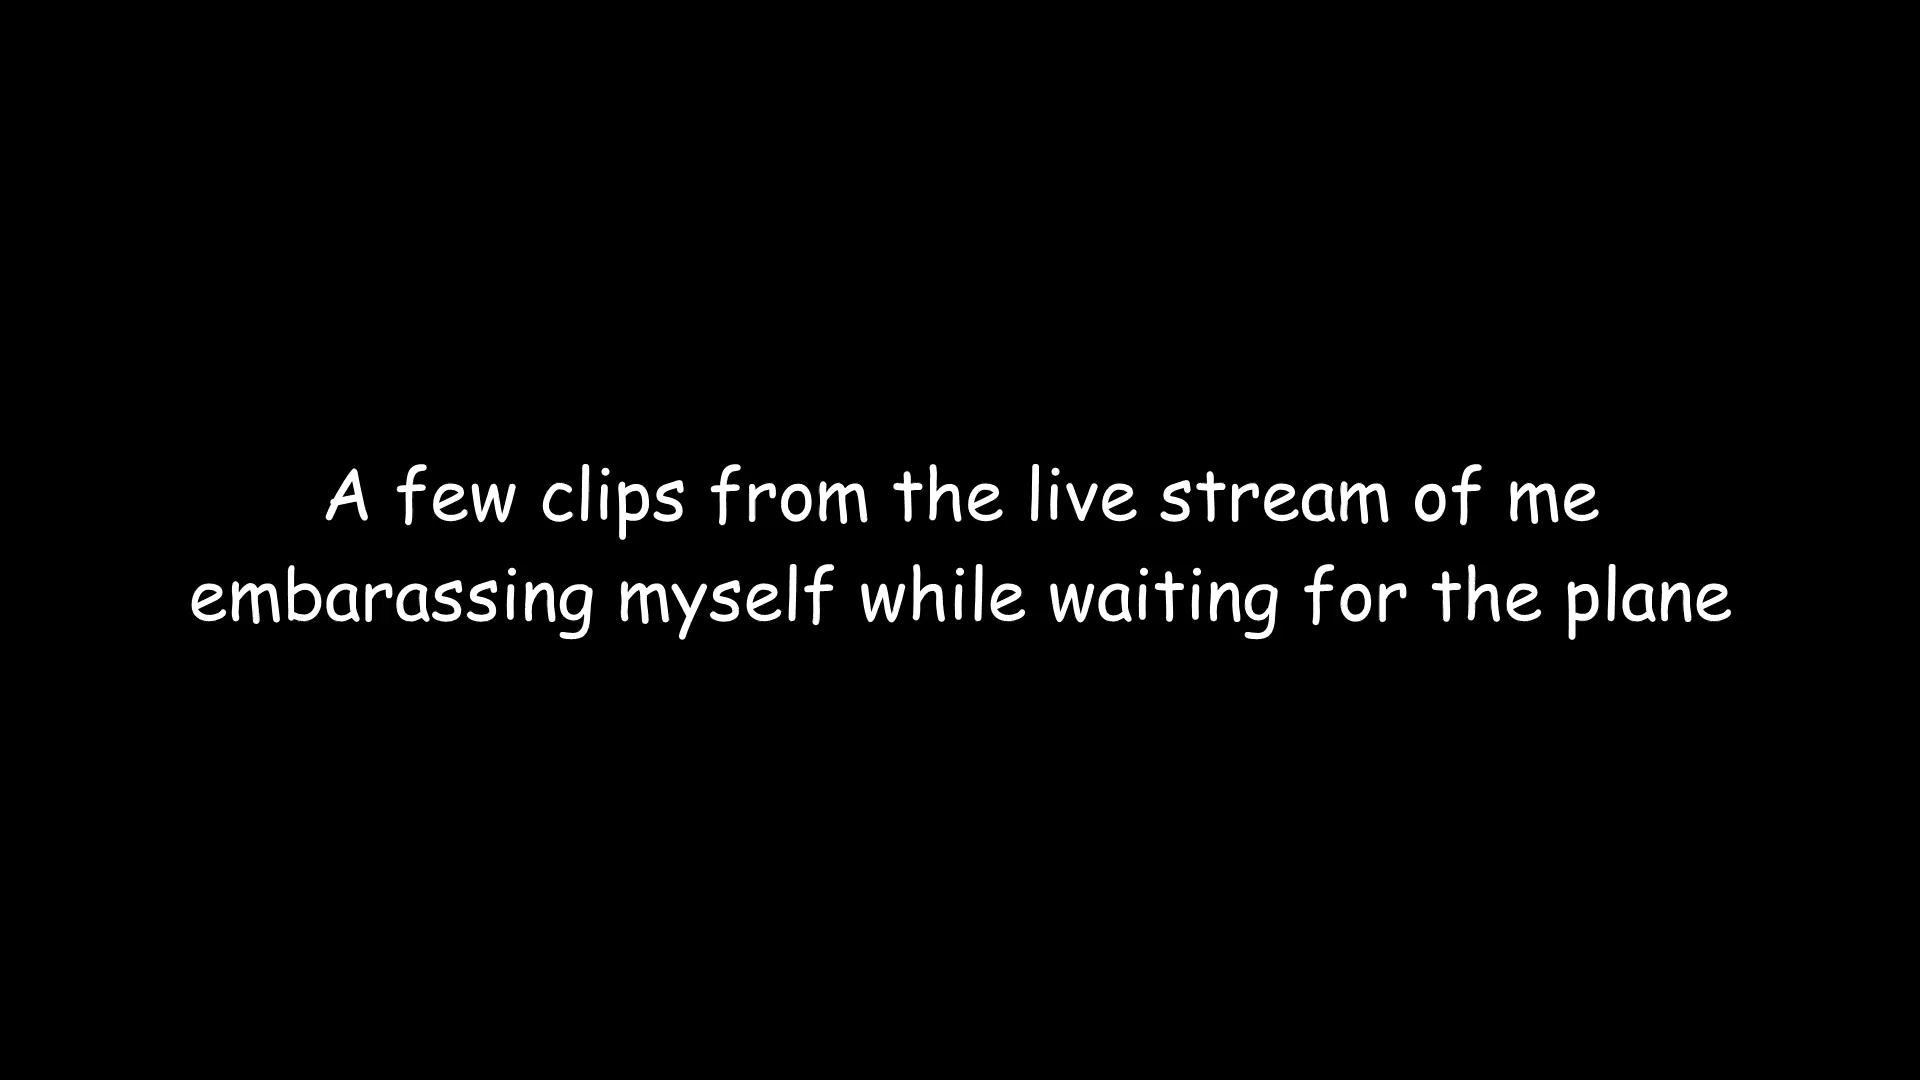 A few clips from the live stream of me
embarassing myself while waiting for the plane